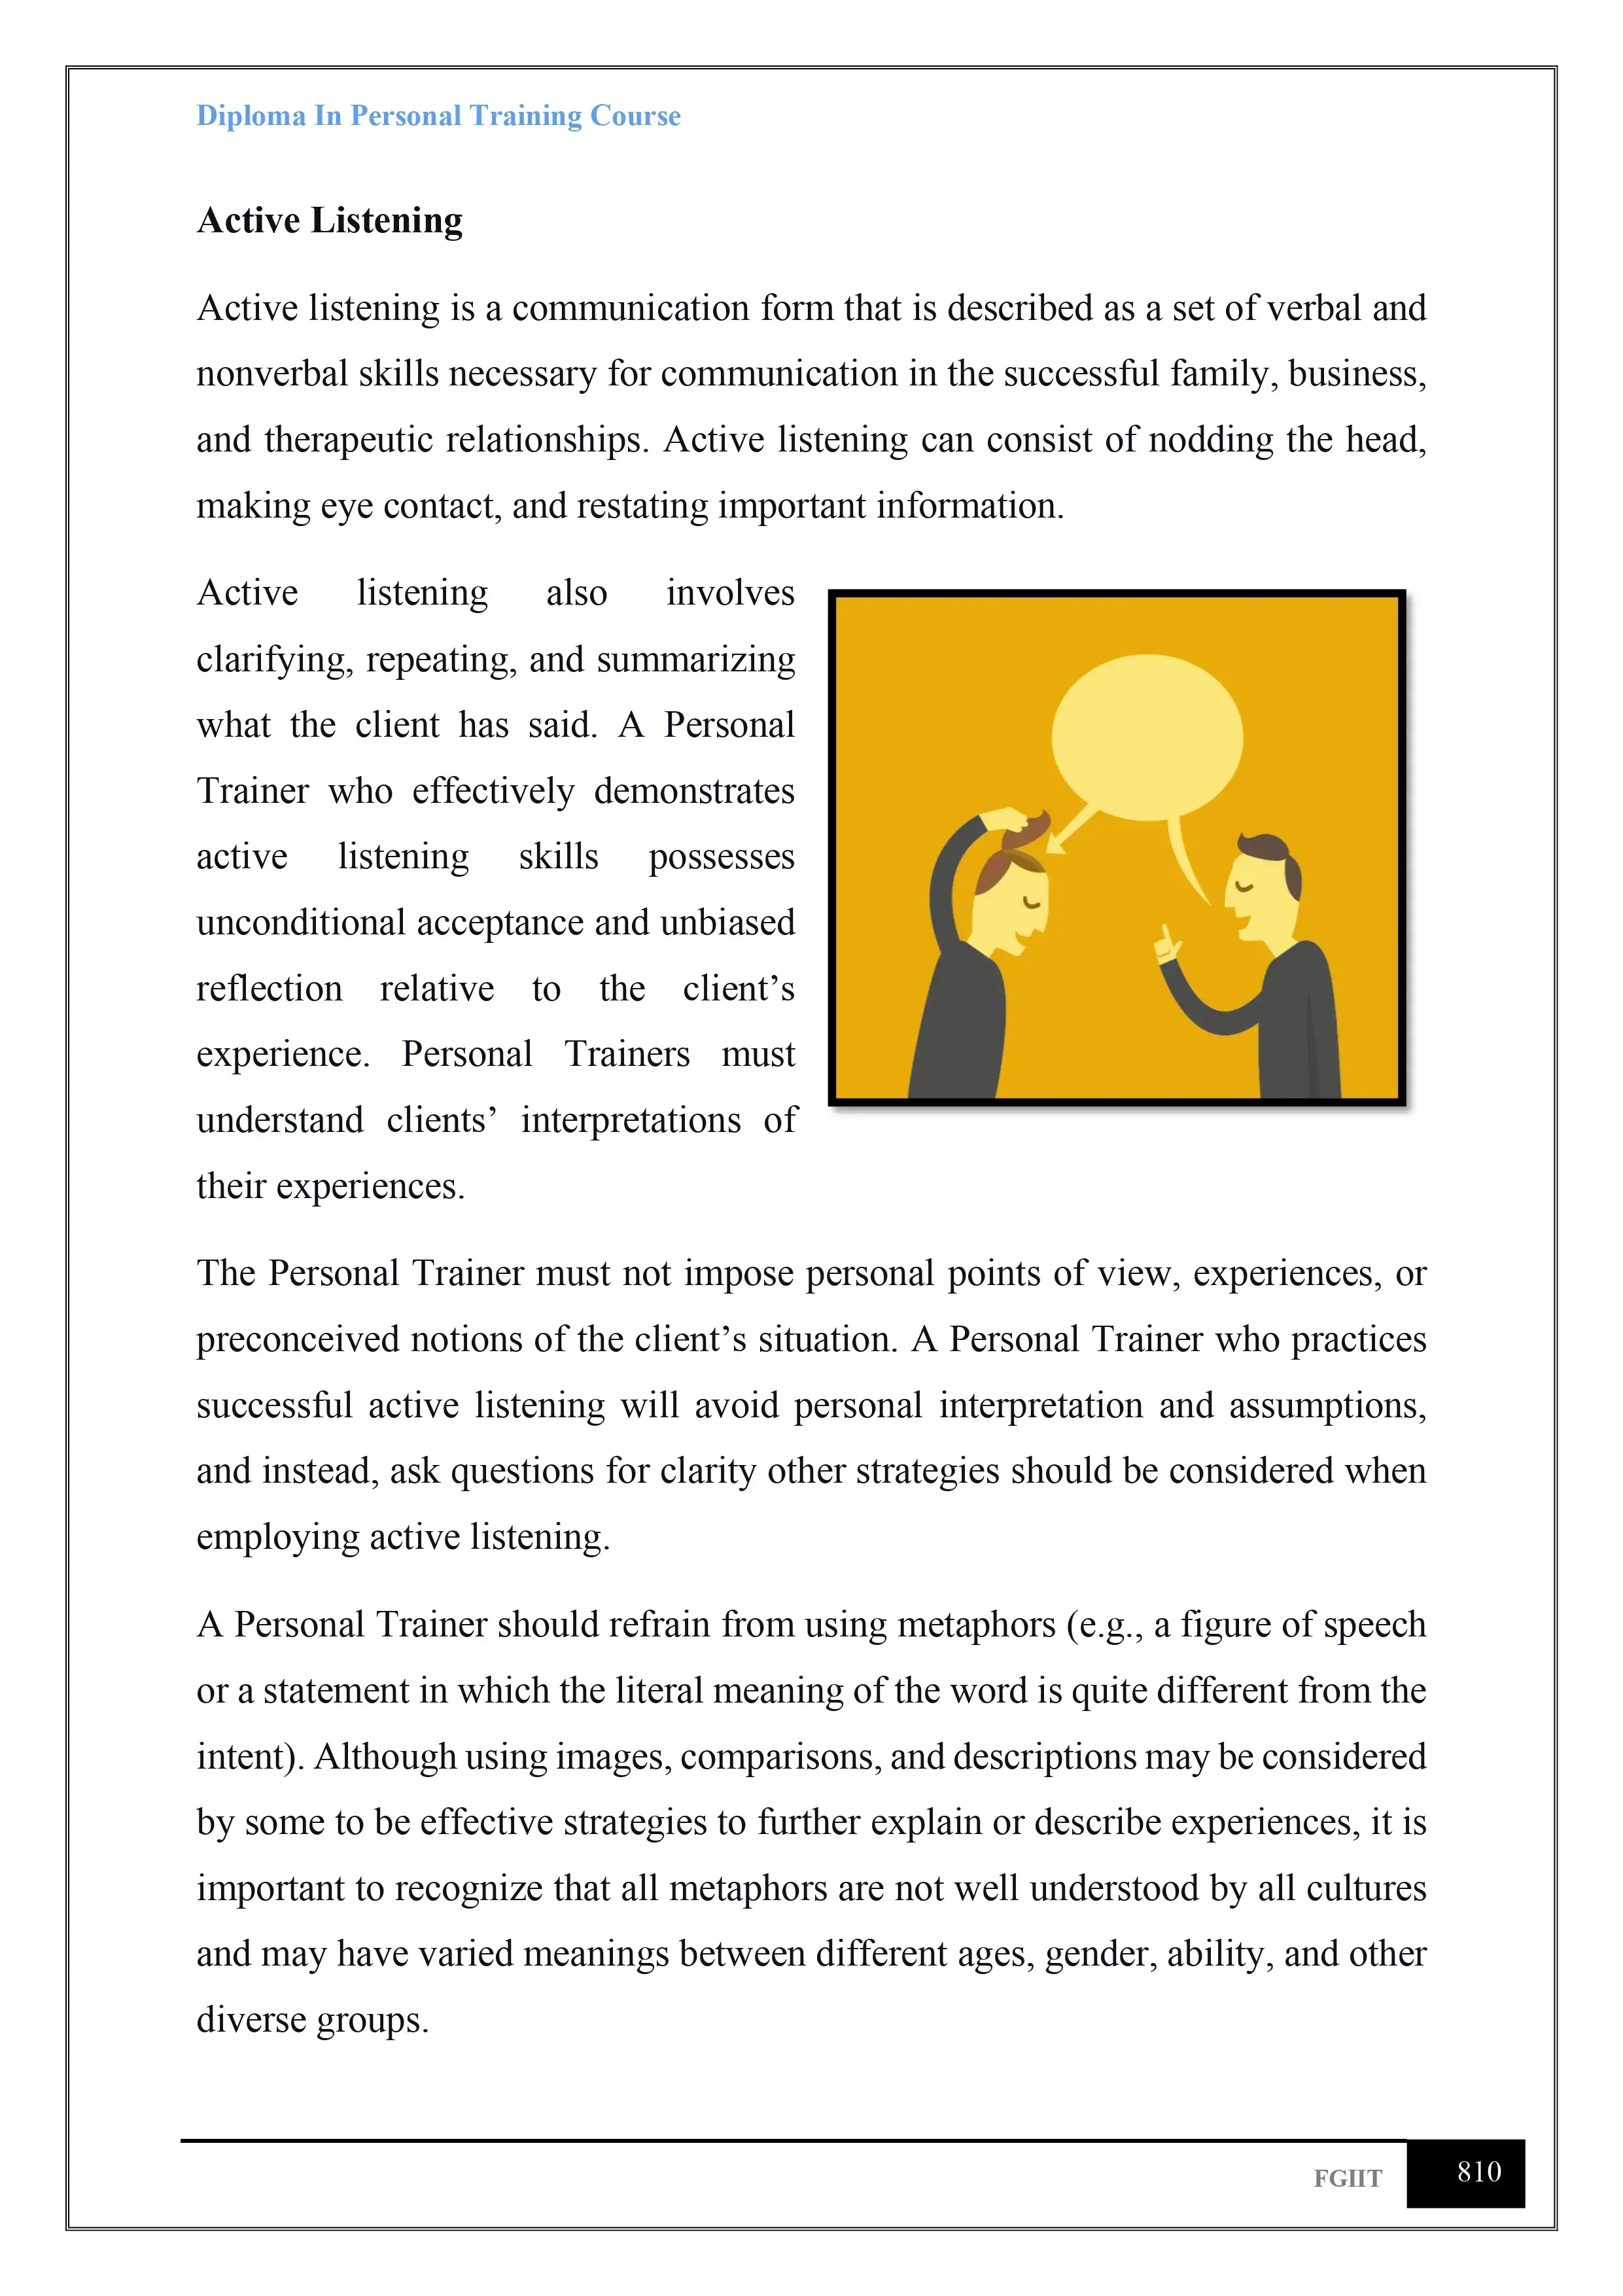 Diploma In Personal Training Course
Active Listening
Active listening is a communication form that is described as a set of verbal and
nonverbal skills necessary for communication in the successful family, business,
and therapeutic relationships. Active listening can consist of nodding the head,
making eye contact, and restating important information.
Active listening also involves
clarifying, repeating, and summarizing
what the client has said. A Personal
Trainer who effectively demonstrates
active listening skills possesses
unconditional acceptance and unbiased
reflection relative to the client’s
experience. Personal Trainers must
understand clients’ interpretations of
their experiences.
The Personal Trainer must not impose personal points of view, experiences, or
preconceived notions of the client’s situation. A Personal Trainer who practices
successful active listening will avoid personal interpretation and assumptions,
and instead, ask questions for clarity other strategies should be considered when
employing active listening.
A Personal Trainer should refrain from using metaphors (e.g., a figure of speech
or a statement in which the literal meaning of the word is quite different from the
intent). Although using images, comparisons, and descriptions may be considered
by some to be effective strategies to further explain or describe experiences, it is
important to recognize that all metaphors are not well understood by all cultures
and may have varied meanings between different ages, gender, ability, and other
diverse groups.
FGIIT 810